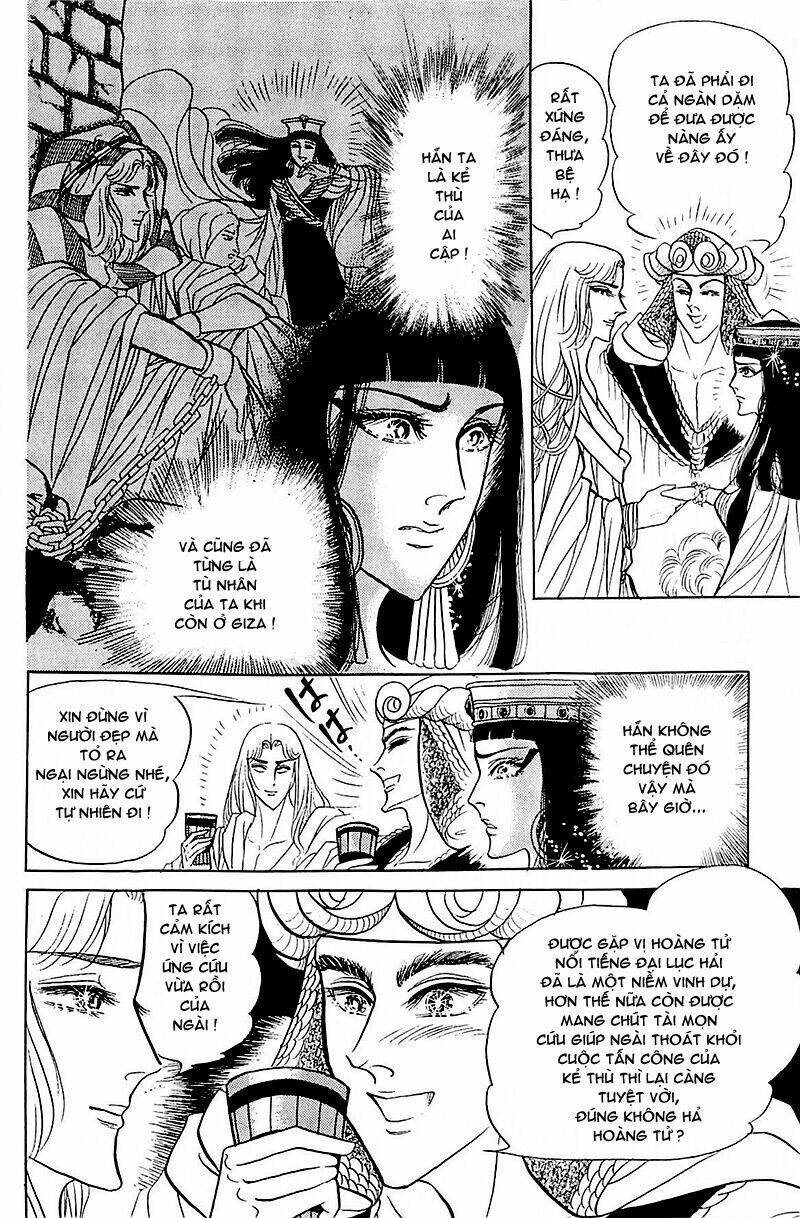 TA ĐÃ PHẢI ĐI
CẢ NGÀN DẶM
ĐỂ ĐƯA ĐƯỢC
NÀNG ẤY
VỀ ĐÂY ĐÓ !
RẤT
XỨNG
ĐÁNG,
THƯA
BỆ
HẠ !
HẮN TA
LÀ KẺ
THÙ
CỦA
AI
CẬP !
VÀ CŨNG ĐÃ
TỪNG LÀ
TÙ NHÂN
CỦA TA KHI
CÒN Ở GIZA !
HẮN KHÔNG
THỂ QUÊN
CHUYỆN ĐÓ
VẬY MÀ
BÂY GIỜ...
XIN ĐỪNG VÌ
NGƯỜI ĐẸP MÀ
TỎ RA
NGẠI NGÙNG NHÉ,
XIN HÃY CỨ
TỰ NHIÊN ĐI !
ĐƯỢC GẶP VỊ HOÀNG TỬ
NỔI TIẾNG ĐẠI LỤC HẢI
ĐÃ LÀ MỘT NIỀM VINH DỰ,
HƠN THẾ NỮA CÒN ĐƯỢC
MANG CHÚT TÀI MỌN
CỨU GIÚP NGÀI THOÁT KHỎI
CUỘC TẤN CÔNG CỦA
KẺ THÙ THÌ LẠI CÀNG
TUYỆT VỜI,
ĐÚNG KHÔNG HẢ
HOÀNG TỬ ?
TA RẤT
CẢM KÍCH
VÌ VIỆC
ỨNG CỨU
VỪA RỒI
CỦA
NGÀI !